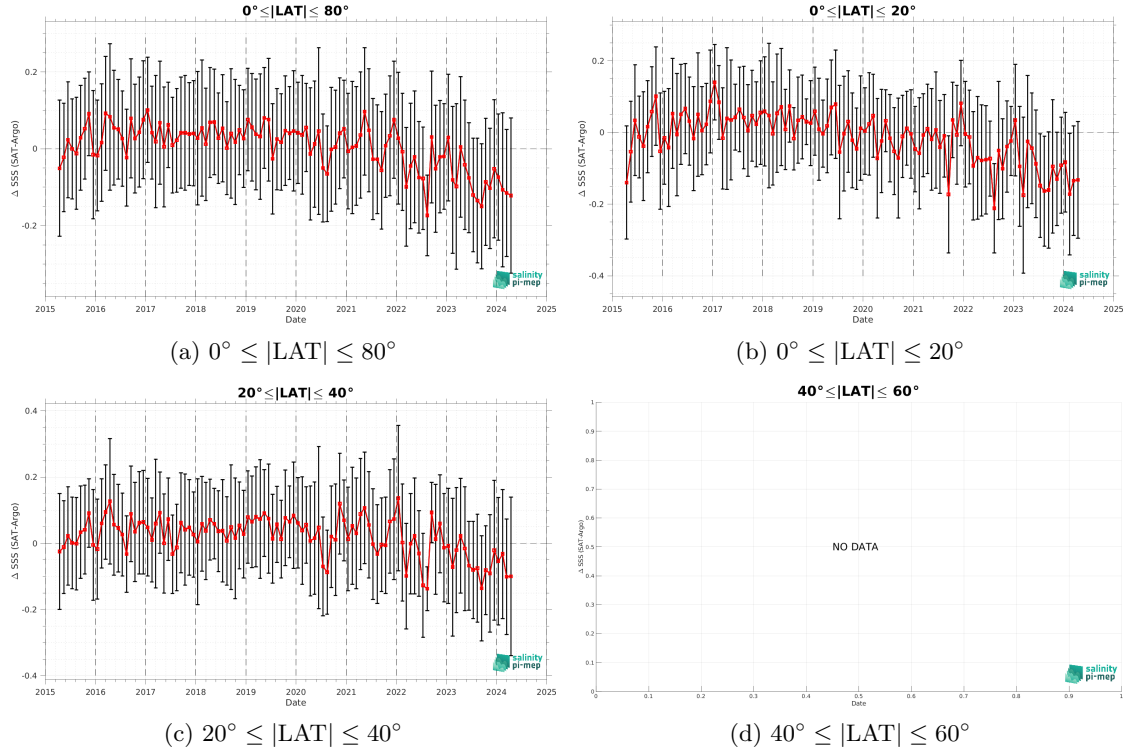 0°≤|LAT|≤ 80°
Δ SSS (SAT-Argo)
0.2
0
-0.2
2015 2016 2017 2018 2019 2020 2021 2022 2023 2024 2025
Date
salinity
pi-mep
(a) 0° ≤ |LAT| ≤ 80°
0°≤|LAT|≤ 20°
Δ SSS (SAT-Argo)
0.2
0
-0.2
-0.4
2015 2016 2017 2018 2019 2020 2021 2022 2023 2024 2025
Date
salinity
pi-mep
(b) 0° ≤ |LAT| ≤ 20°
20°≤|LAT|≤ 40°
Δ SSS (SAT-Argo)
0.4
0.2
0
-0.2
-0.4
2015 2016 2017 2018 2019 2020 2021 2022 2023 2024 2025
Date
salinity
pi-mep
(c) 20° ≤ |LAT| ≤ 40°
40°≤|LAT|≤ 60°
Δ SSS (SAT-Argo)
1
0.9
0.8
0.7
0.6
0.5
0.4
0.3
0.2
0.1
0
NO DATA
0 0.1 0.2 0.3 0.4 0.5 0.6 0.7 0.8 0.9 1
Date
salinity
pi-mep
(d) 40° ≤ |LAT| ≤ 60°